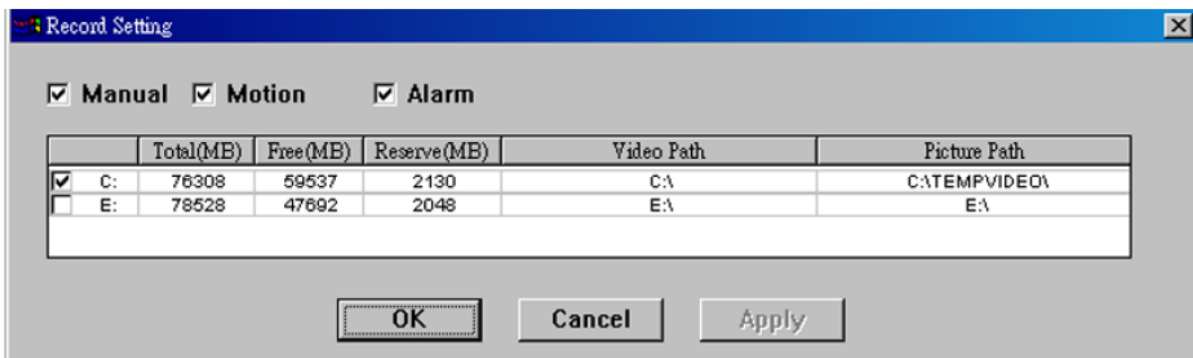 Record Setting
Manual Motion Alarm
Total(MB) Free(MB) Reserve(MB) Video Path Picture Path
C: 76308 59537 2130 C:\ C:\TEMPVIDEO\
E: 78528 47692 2048 E:\ E:\
OK Cancel Apply